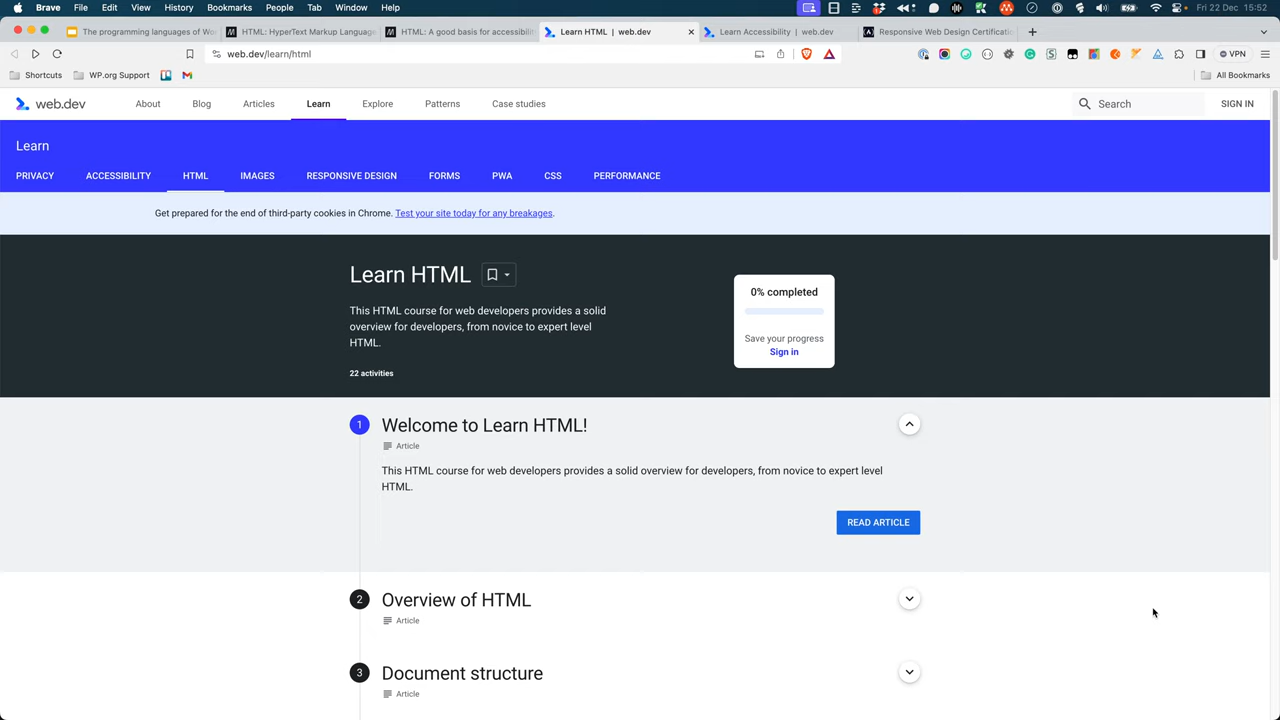 Brave File Edit View History Bookmarks People Tab Window Help Fri 22 Dec 15:52
The programming languages of Wo
HTML: HyperText Markup Language
HTML: A good basis for accessibili
Learn HTML | web.dev
Learn Accessibility | web.dev
Responsive Web Design Certificatio
web.dev/learn/html
VPN
Shortcuts WP.org Support All Bookmarks
web.dev About Blog Articles Learn Explore Patterns Case studies Search SIGN IN
Learn
PRIVACY ACCESSIBILITY HTML IMAGES RESPONSIVE DESIGN FORMS PWA CSS PERFORMANCE
Get prepared for the end of third-party cookies in Chrome. Test your site today for any breakages.
Learn HTML
This HTML course for web developers provides a solid
overview for developers, from novice to expert level
HTML.
22 activities
0% completed
Save your progress
Sign in
1 Welcome to Learn HTML!
Article
This HTML course for web developers provides a solid overview for developers, from novice to expert level
HTML.
READ ARTICLE
2 Overview of HTML
Article
3 Document structure
Article